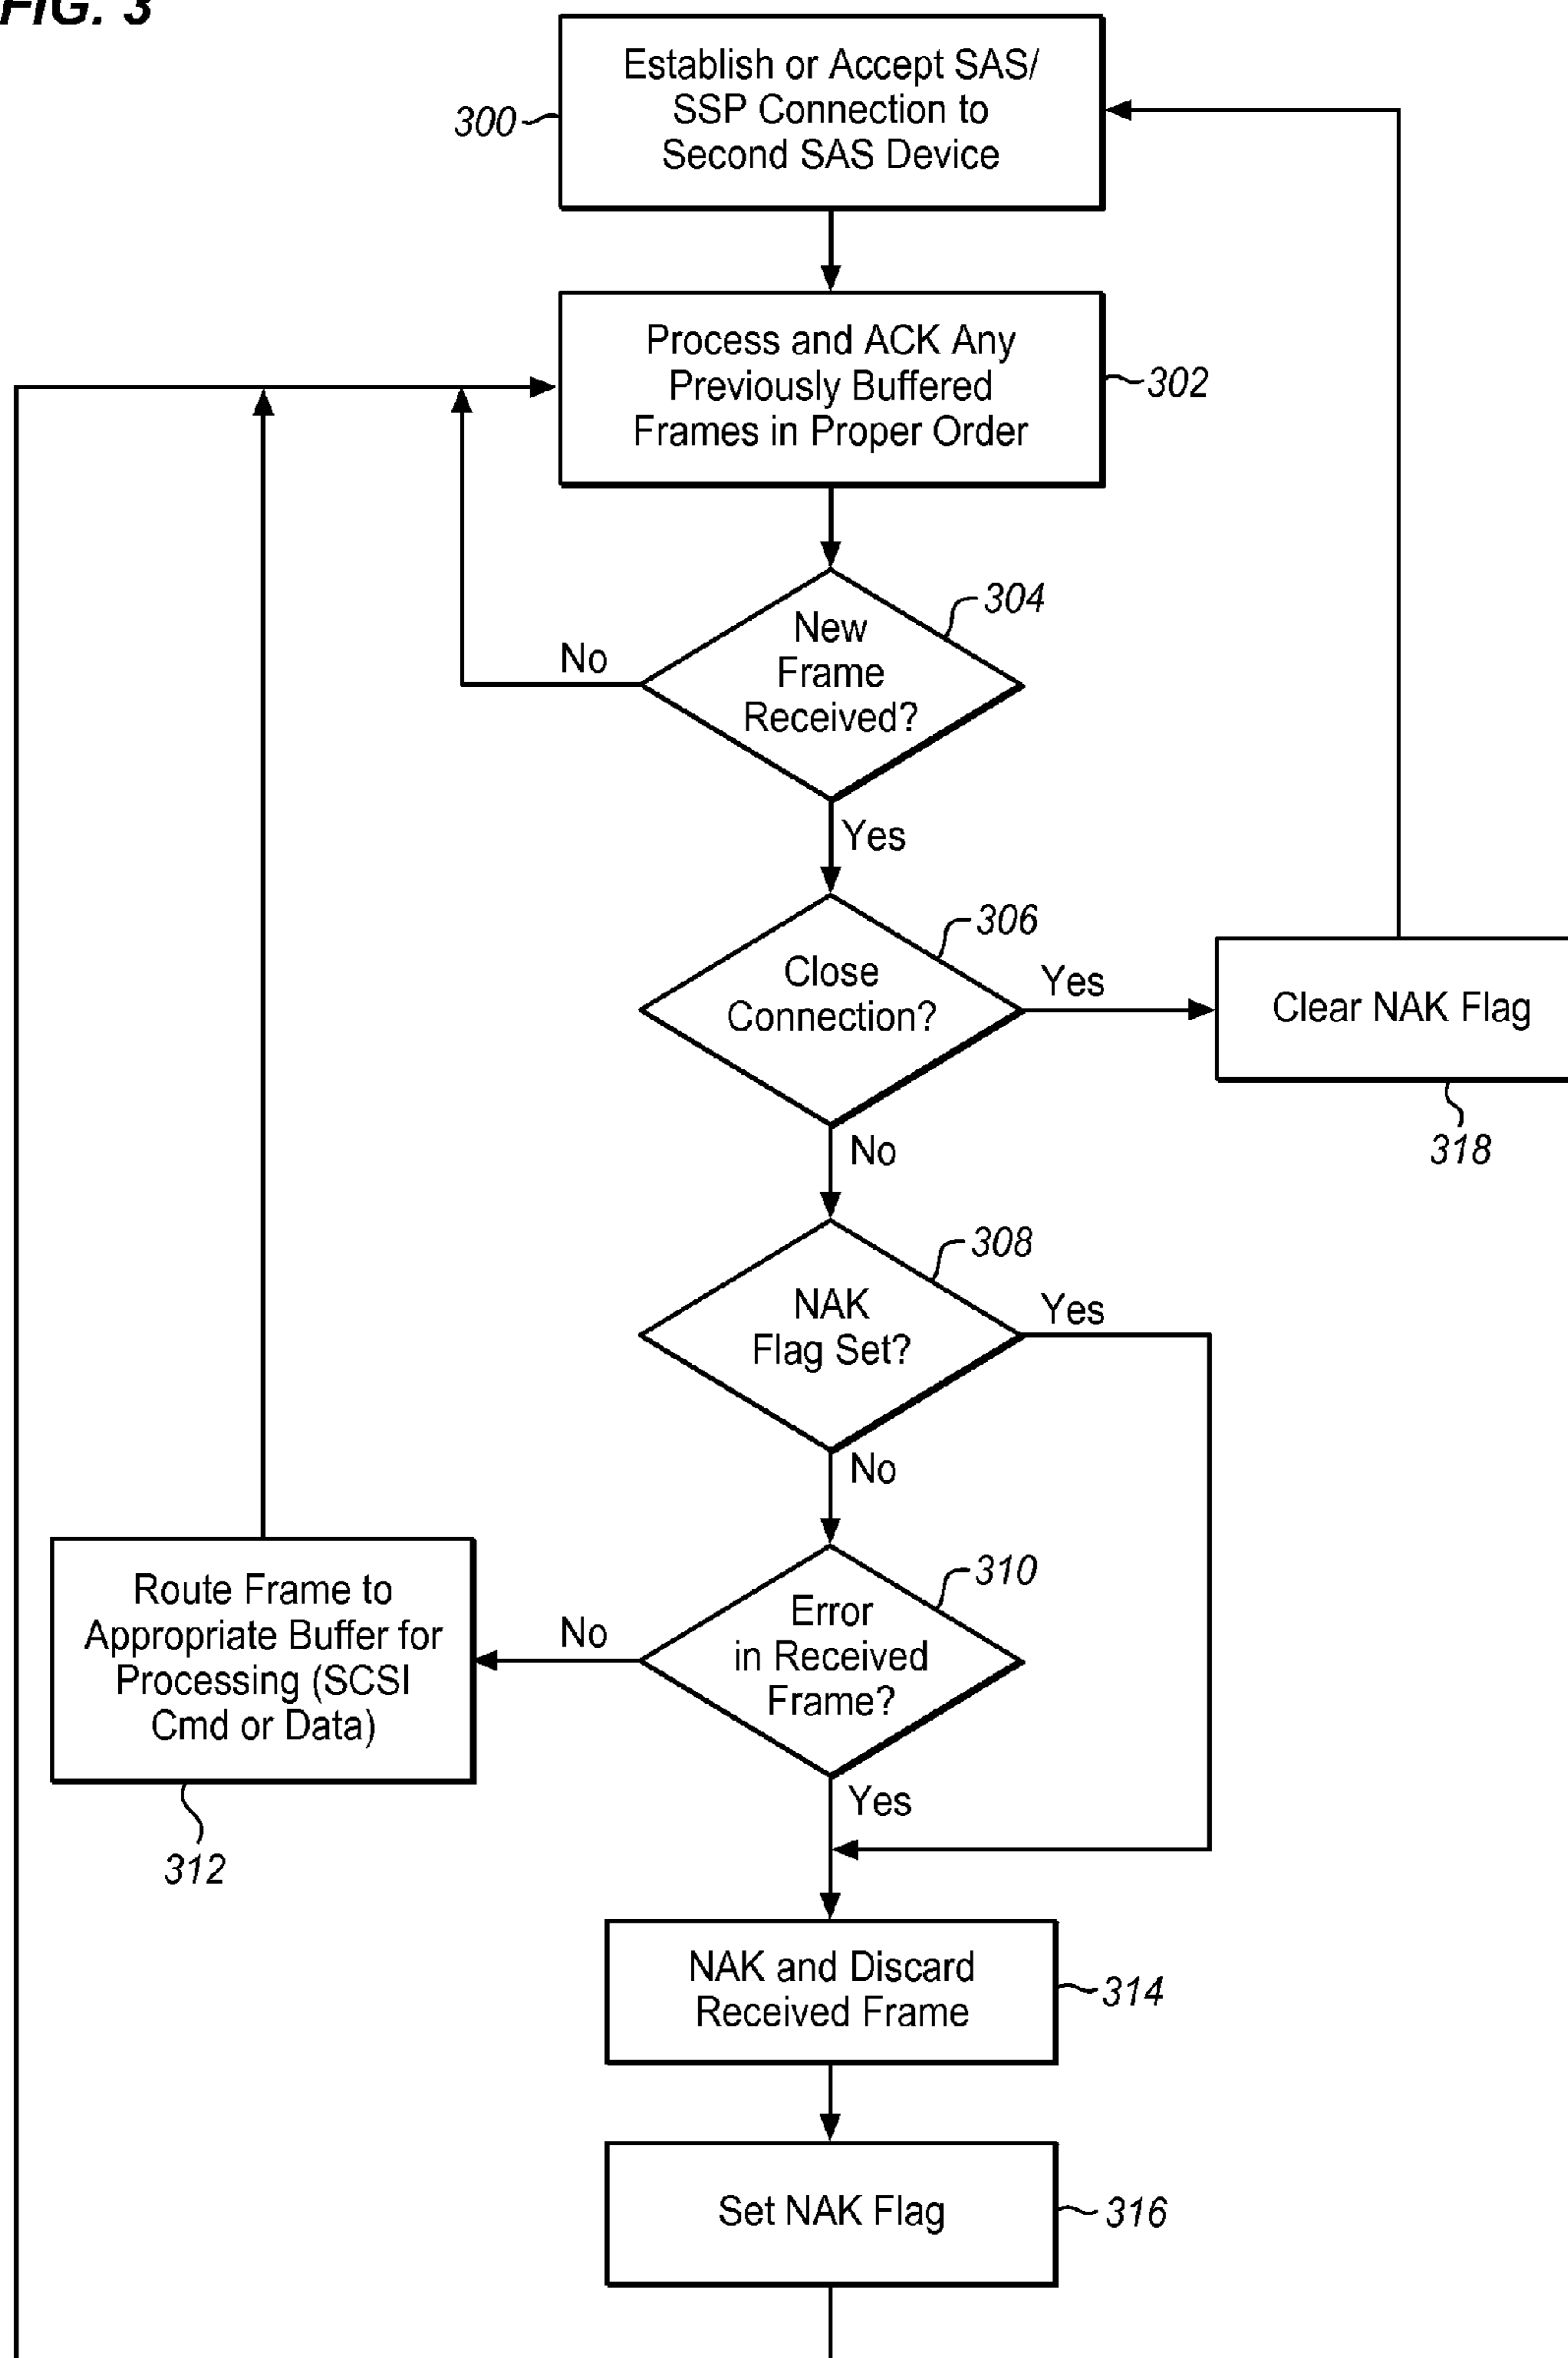 FIG. 3
Establish or Accept SAS/
SSP Connection to
Second SAS Device
300
Process and ACK Any
Previously Buffered
Frames in Proper Order
302
304
New
Frame
Received?
No
Yes
306
Close
Connection?
Yes
Clear NAK Flag
318
No
308
NAK
Flag Set?
Yes
No
310
Error
in Received
Frame?
No
Route Frame to
Appropriate Buffer for
Processing (SCSI
Cmd or Data)
312
Yes
NAK and Discard
Received Frame
314
Set NAK Flag
316